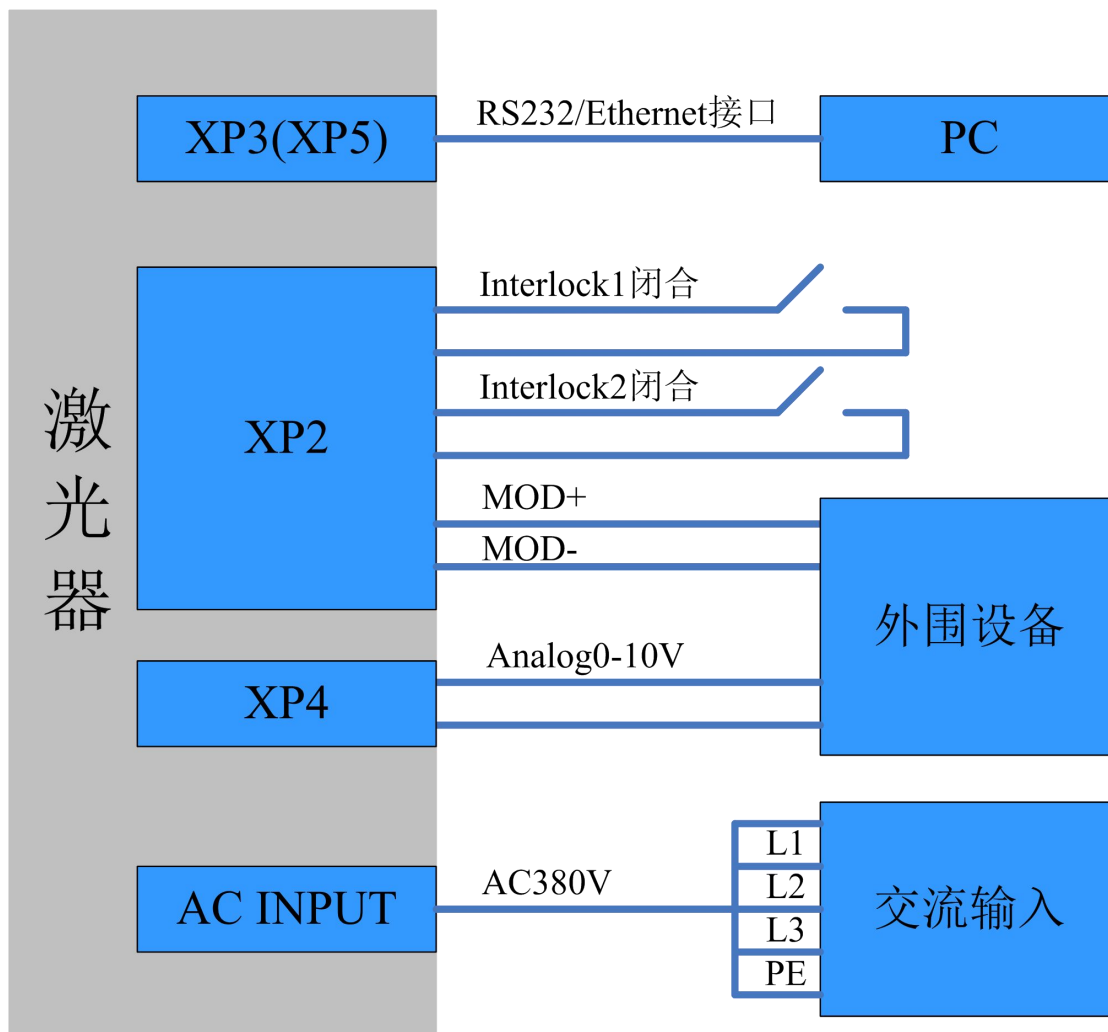 XP3(XP5)
RS232/Ethernet接口
PC
Interlock1闭合
Interlock2闭合
XP2
MOD+
MOD-
激光器
外围设备
XP4
Analog0-10V
AC INPUT
AC380V
L1
L2
L3
PE
交流输入